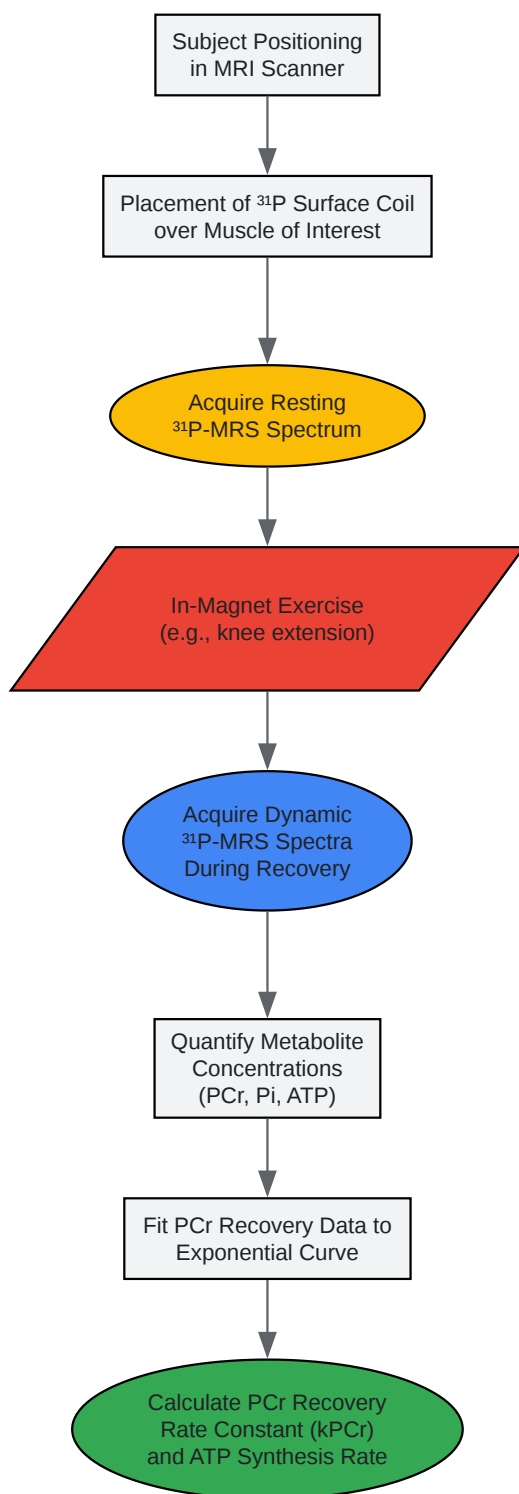 Subject Positioning
in MRI Scanner
Placement of ³¹P Surface Coil
over Muscle of Interest
Acquire Resting
³¹P-MRS Spectrum
In-Magnet Exercise
(e.g., knee extension)
Acquire Dynamic
³¹P-MRS Spectra
During Recovery
Quantify Metabolite
Concentrations
(PCr, Pi, ATP)
Fit PCr Recovery Data to
Exponential Curve
Calculate PCr Recovery
Rate Constant (kPCr)
and ATP Synthesis Rate